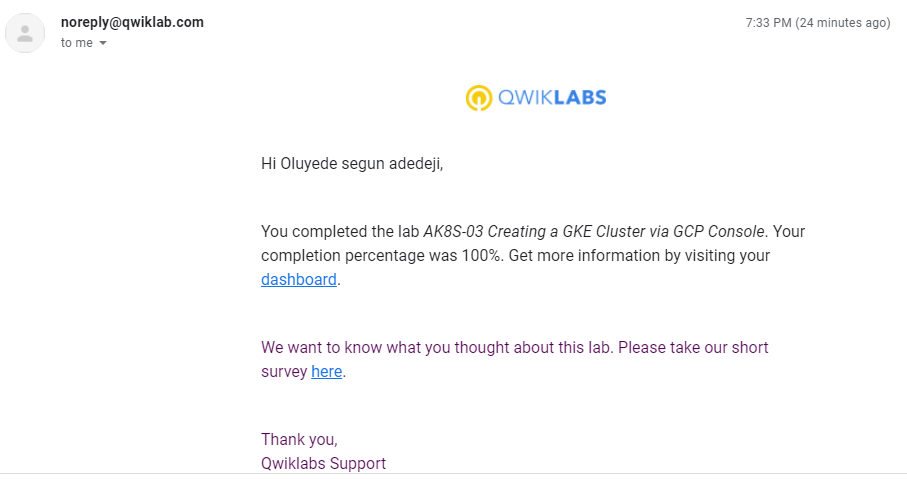 noreply@qwiklab.com
7:33 PM (24 minutes ago)
to me
QWIKLABS
Hi Oluyede segun adedeji,
You completed the lab AK8S-03 Creating a GKE Cluster via GCP Console. Your
completion percentage was 100%. Get more information by visiting your
dashboard.
We want to know what you thought about this lab. Please take our short
survey here.
Thank you,
Qwiklabs Support